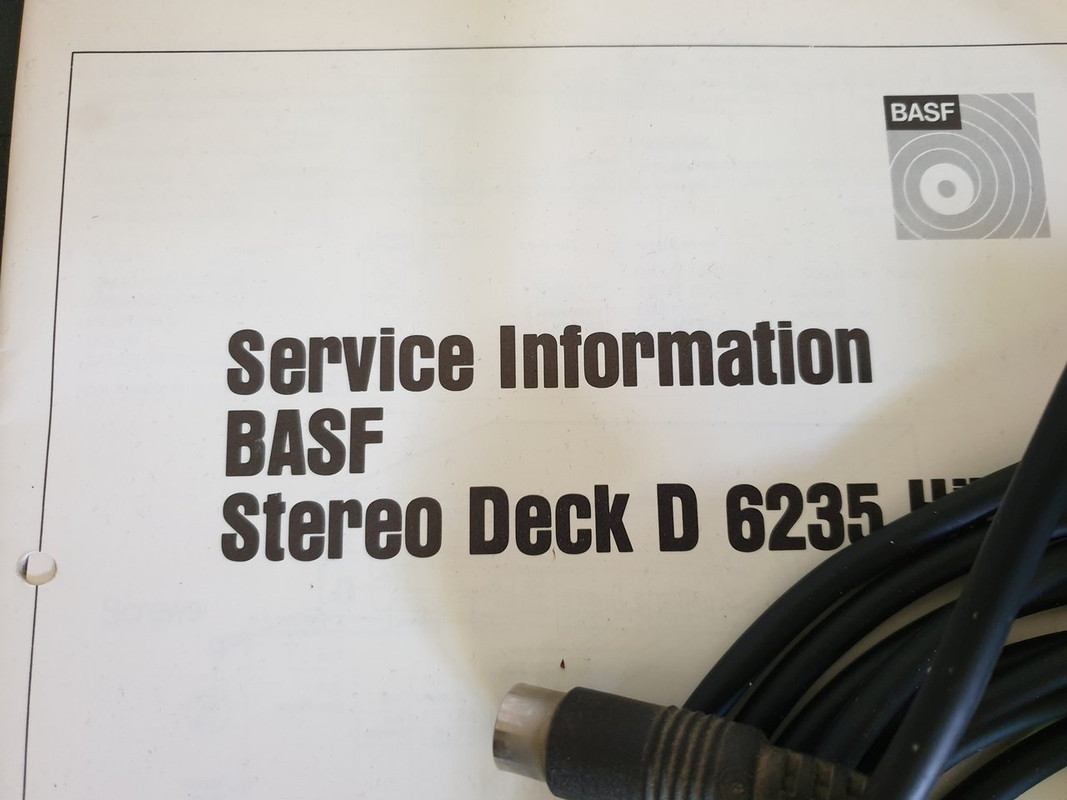 BASF
Service Information
BASF
Stereo Deck D 6235